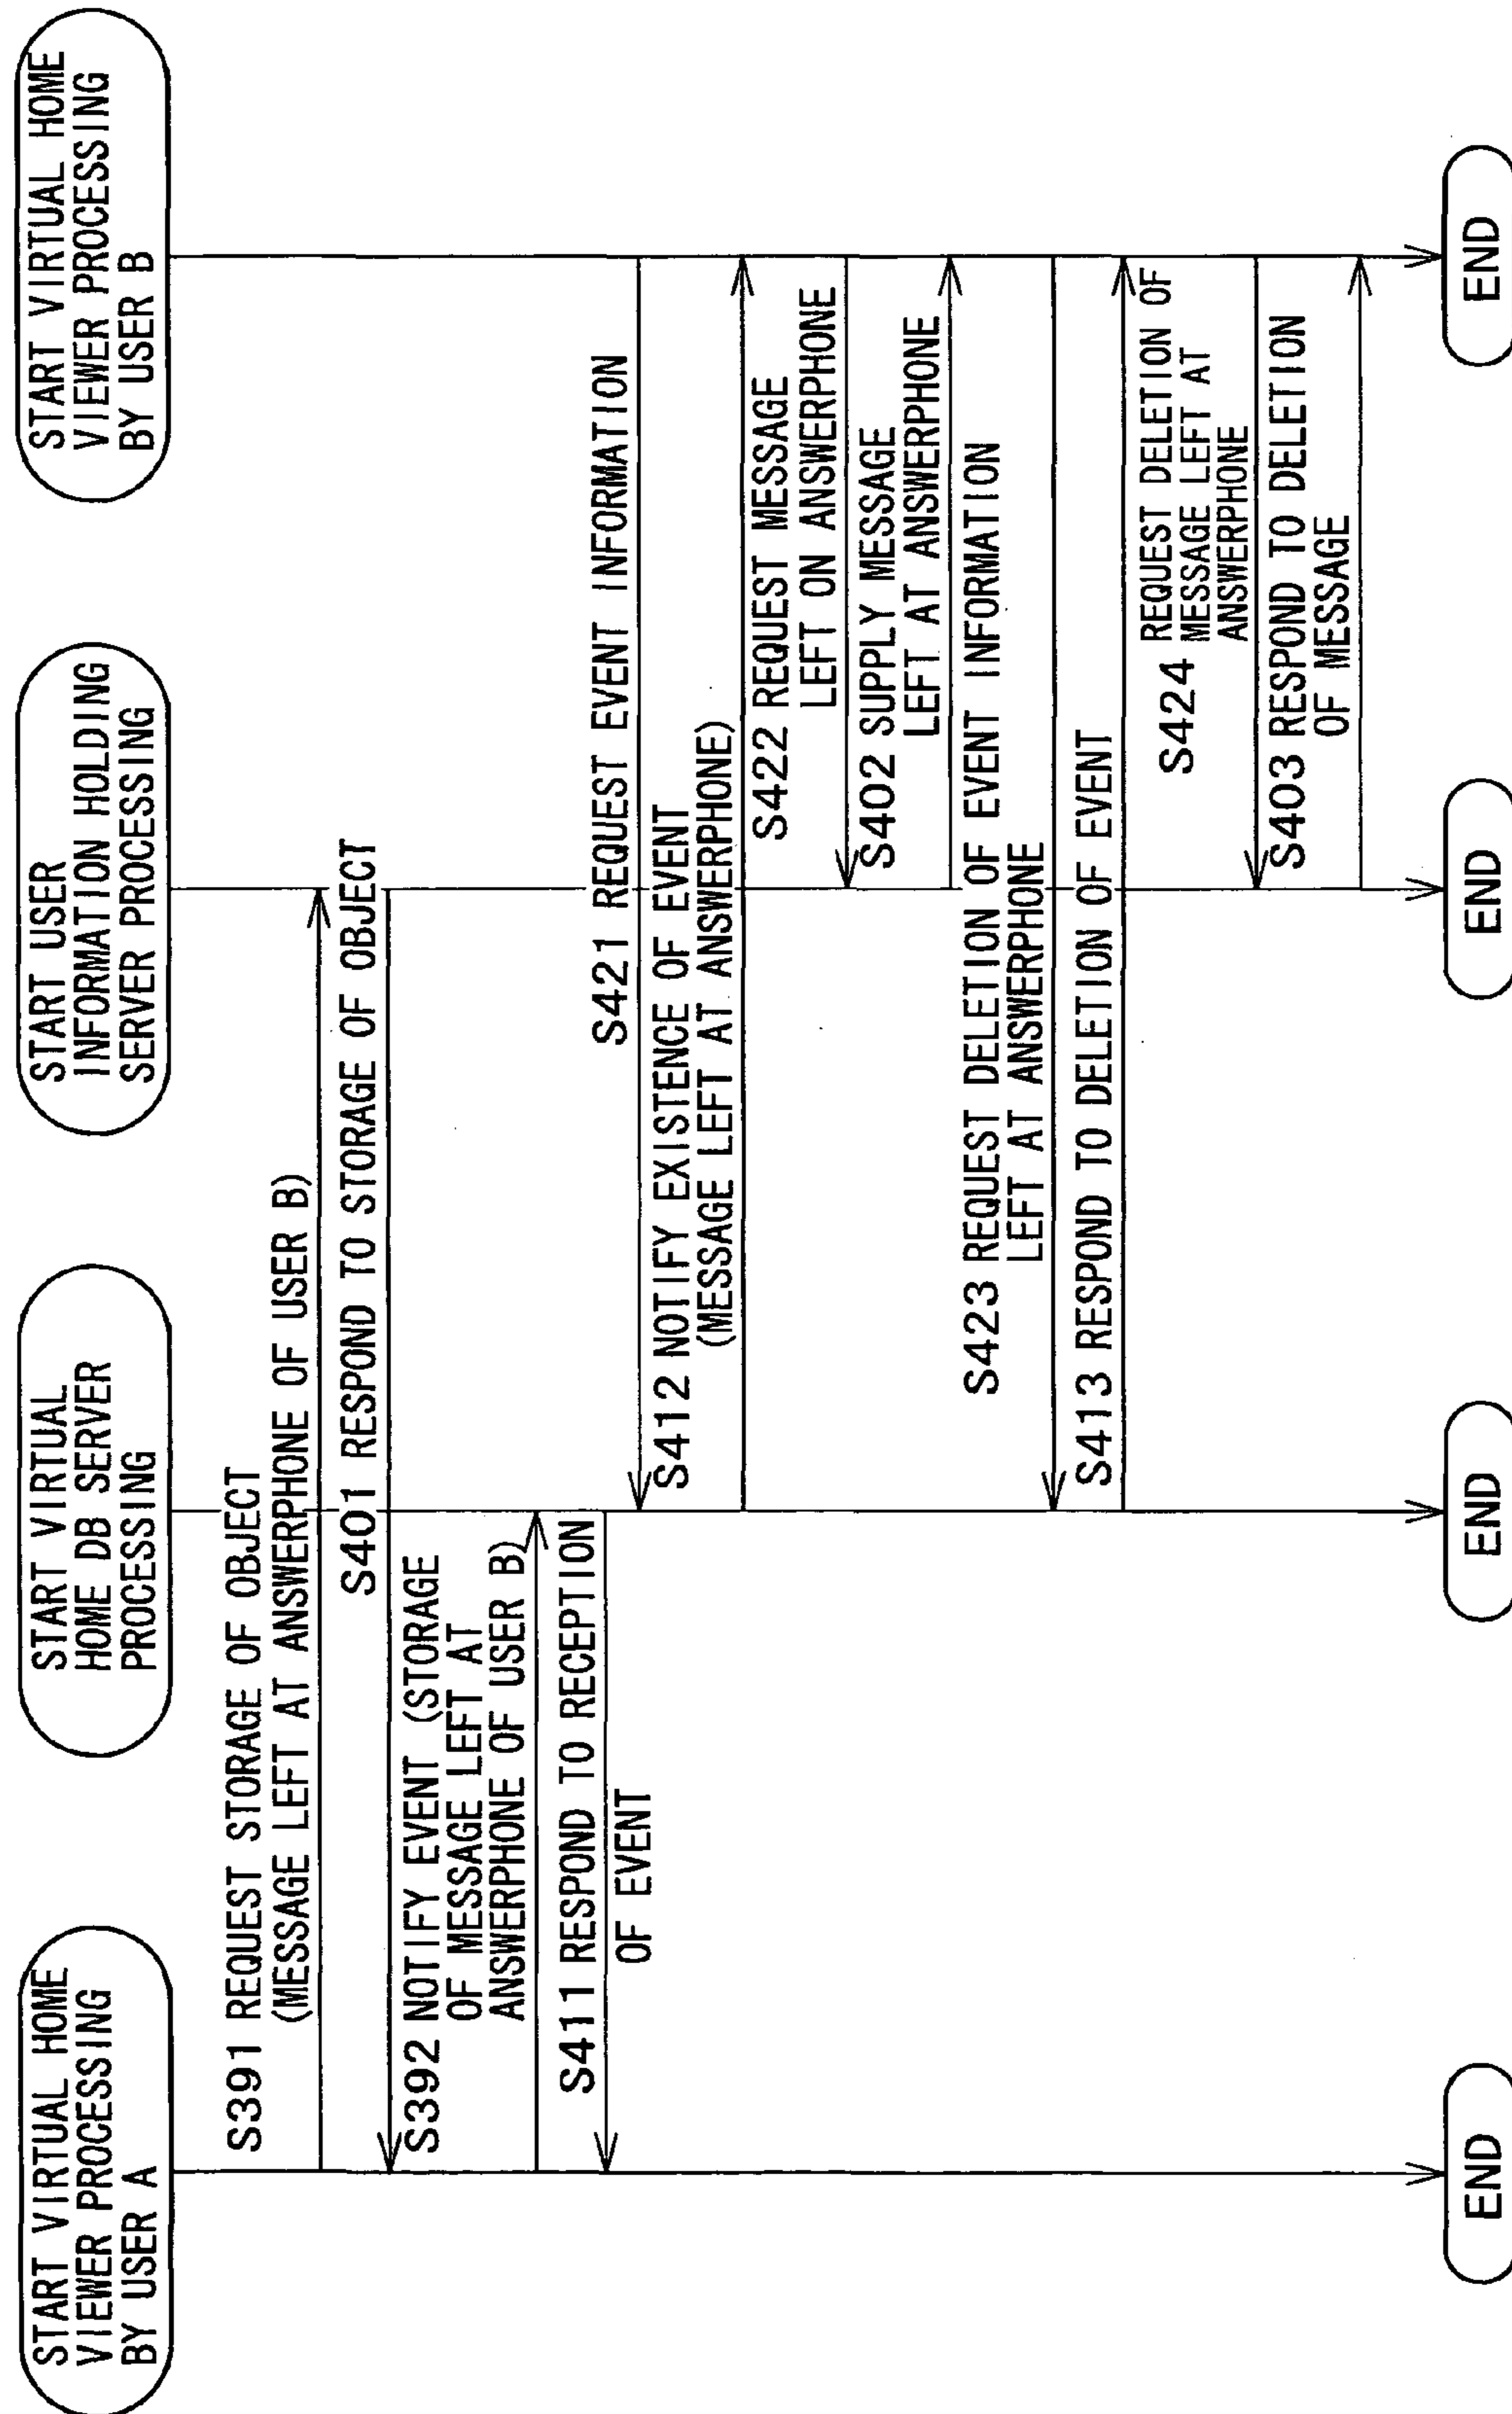 START VIRTUAL HOME
VIEWER PROCESSING
BY USER A
START VIRTUAL
HOME DB SERVER
PROCESSING
START USER
INFORMATION HOLDING
SERVER PROCESSING
START VIRTUAL HOME
VIEWER PROCESSING
BY USER B
S391 REQUEST STORAGE OF OBJECT
(MESSAGE LEFT AT ANSWERPHONE OF USER B)
S401 RESPOND TO STORAGE OF OBJECT
S392 NOTIFY EVENT (STORAGE
OF MESSAGE LEFT AT
ANSWERPHONE OF USER B)
S411 RESPOND TO RECEPTION
OF EVENT
S421 REQUEST EVENT INFORMATION
S412 NOTIFY EXISTENCE OF EVENT
(MESSAGE LEFT AT ANSWERPHONE)
S422 REQUEST MESSAGE
LEFT ON ANSWERPHONE
S402 SUPPLY MESSAGE
LEFT AT ANSWERPHONE
S423 REQUEST DELETION OF EVENT INFORMATION
LEFT AT ANSWERPHONE
S413 RESPOND TO DELETION OF EVENT
S424 REQUEST DELETION OF
MESSAGE LEFT AT
ANSWERPHONE
S403 RESPOND TO DELETION
OF MESSAGE
END
END
END
END